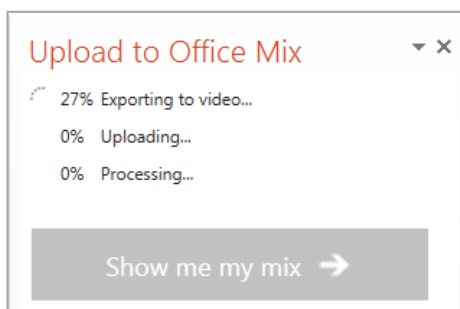 Upload to Office Mix
27% Exporting to video...
0% Uploading...
0% Processing...
Show me my mix